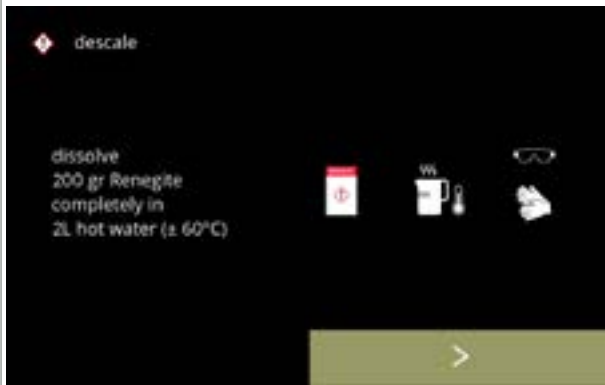 descale
dissolve
200 gr Renegite
completely in
2L hot water (± 60°C)
>